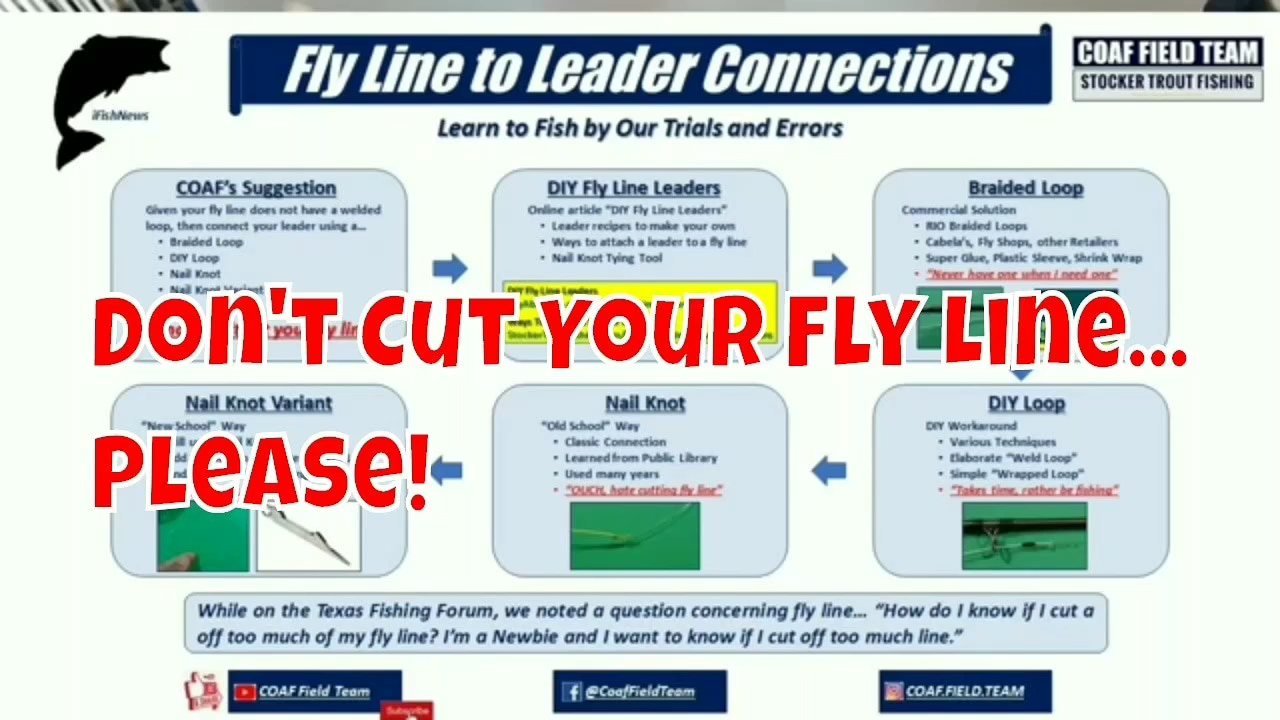 iFishNews
Fly Line to Leader Connections
COAF FIELD TEAM
STOCKER TROUT FISHING
Learn to Fish by Our Trials and Errors
COAF's Suggestion
Given your fly line does not have a welded
loop, then connect your leader using a...
• Braided Loop
• DIY Loop
• Nail Knot
• Nail Knot Variant
DIY Fly Line Leaders
Online article "DIY Fly Line Leaders"
• Leader recipes to make your own
• Ways to attach a leader to a fly line
• Nail Knot Tying Tool
DIY Fly Line Leaders
Braided Loop
Commercial Solution
• RIO Braided Loops
• Cabela's, Fly Shops, other Retailers
• Super Glue, Plastic Sleeve, Shrink Wrap
• "Never have one when I need one"
Don't cut your fly line...
Please!
Nail Knot Variant
"New School" Way
Nail Knot
"Old School" Way
• Classic Connection
• Learned from Public Library
• Used many years
• "OUCH, hate cutting fly line"
DIY Loop
DIY Workaround
• Various Techniques
• Elaborate "Weld Loop"
• Simple "Wrapped Loop"
• "Takes time, rather be fishing"
While on the Texas Fishing Forum, we noted a question concerning fly line... "How do I know if I cut a
off too much of my fly line? I'm a Newbie and I want to know if I cut off too much line."
COAF Field Team
Subscribe
@CoafFieldTeam
COAF.FIELD.TEAM